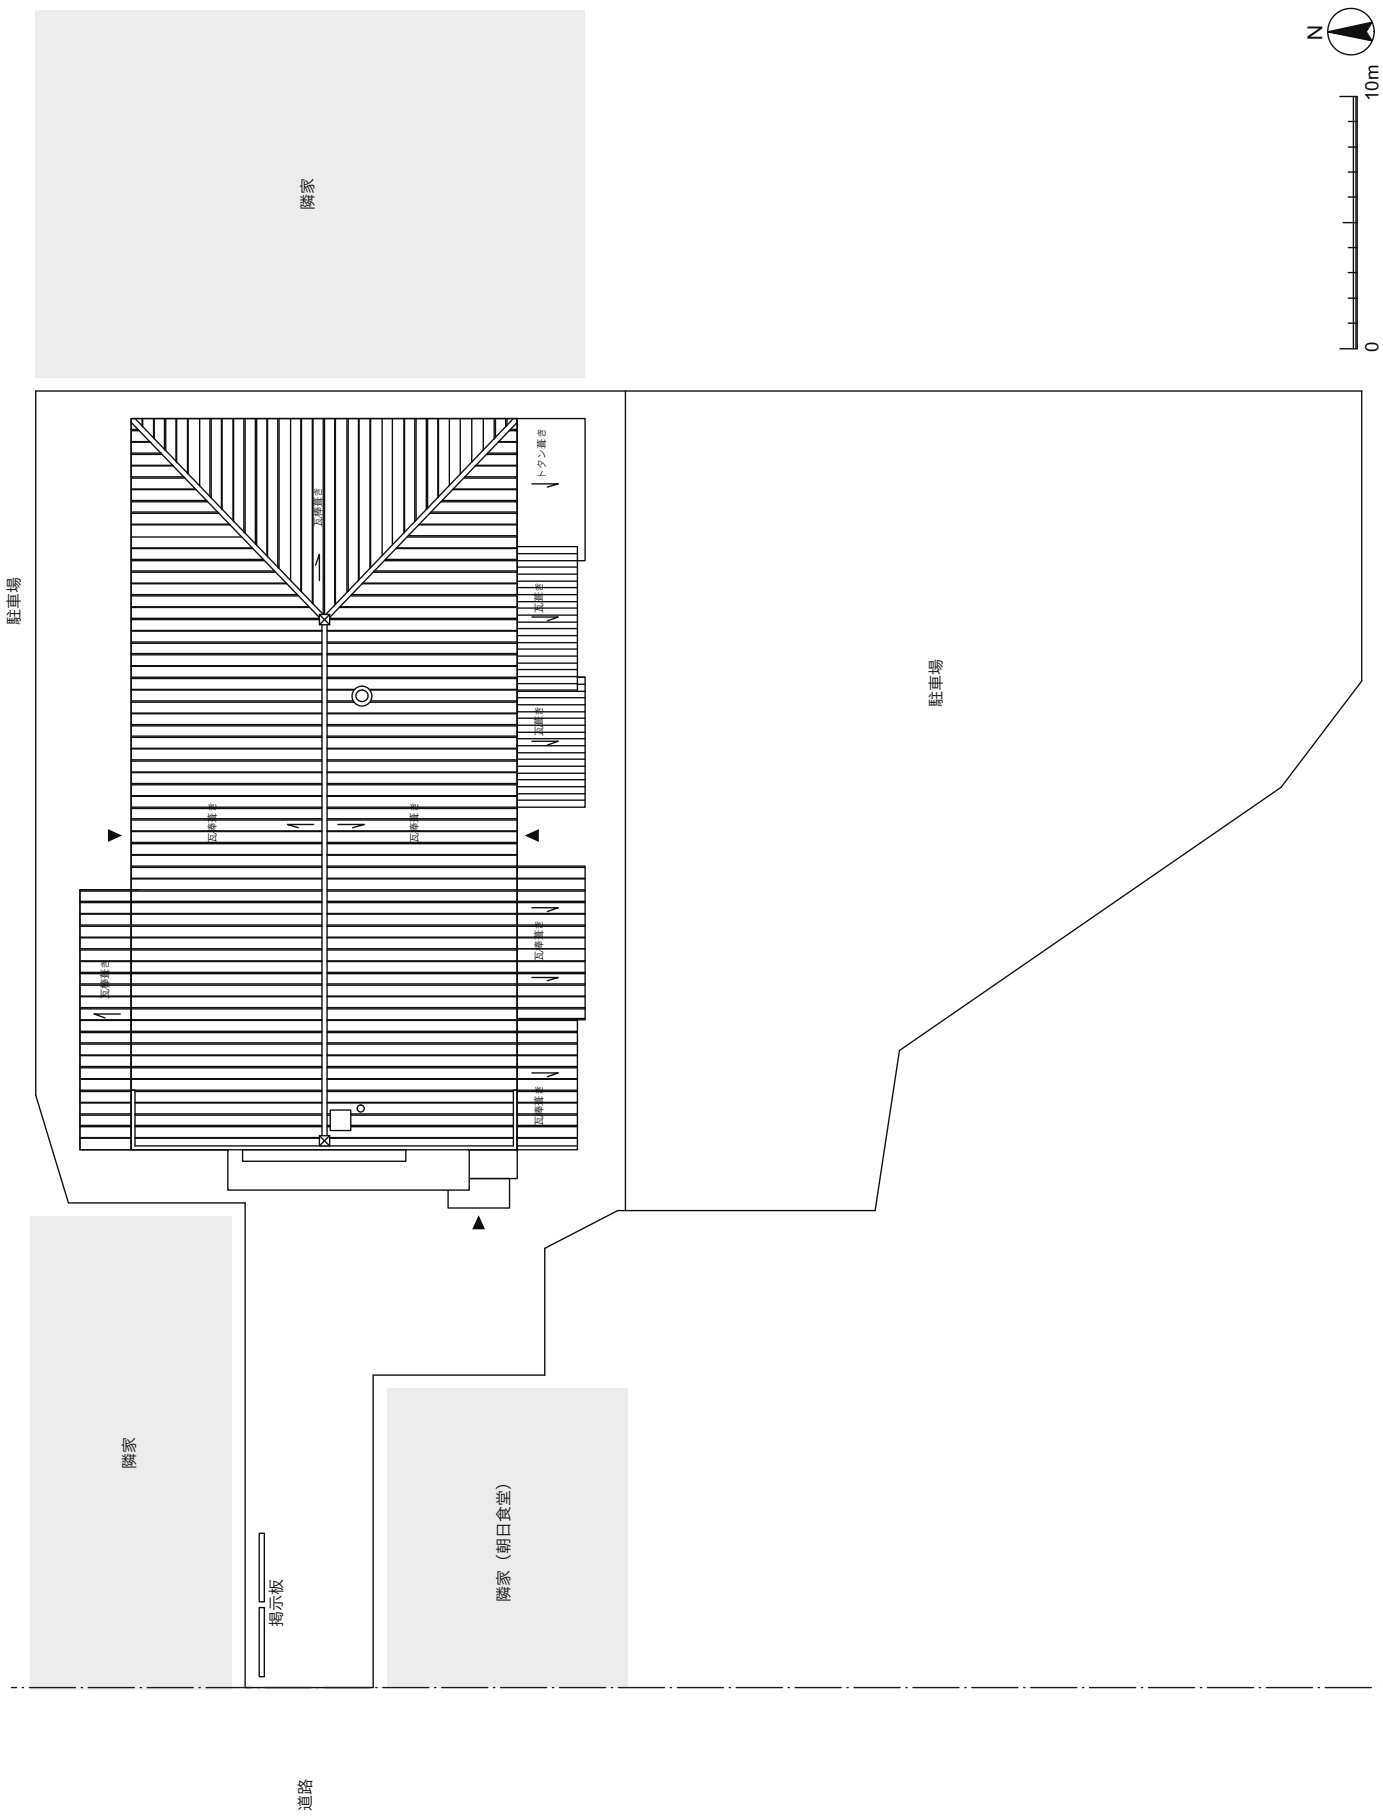 N
10m
0
隣家
駐車場
トタン葺き
瓦棒葺き
瓦葺き
瓦葺き
駐車場
瓦棒葺き
瓦棒葺き
瓦棒葺き
瓦棒葺き
瓦棒葺き
隣家
隣家（朝日食堂）
掲示板
道路